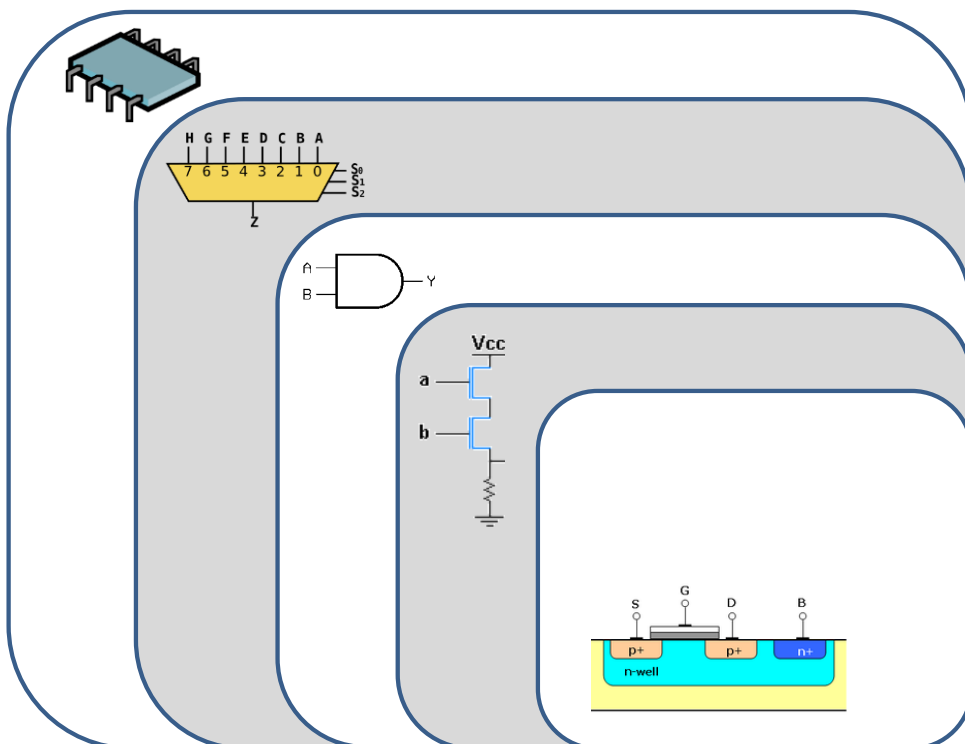 H G F E D C B A
7 6 5 4 3 2 1 0
S0
S1
S2
Z
A
B
Y
Vcc
a
b
S G D B
p+ p+ n+
n-well